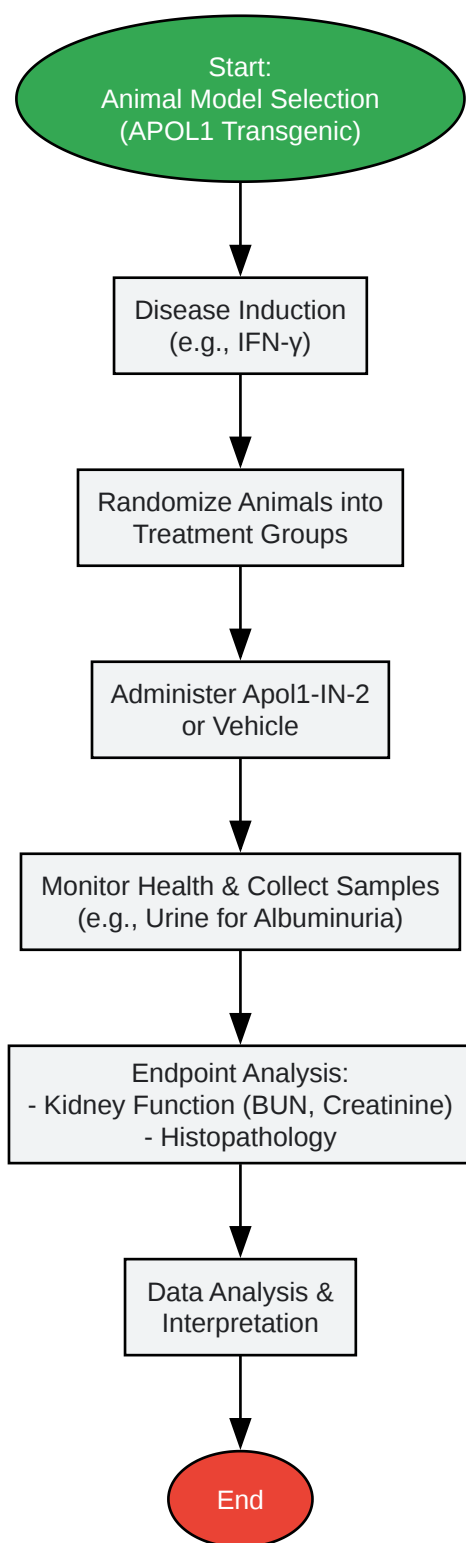 Start:
Animal Model Selection
(APOL1 Transgenic)
Disease Induction
(e.g., IFN-γ)
Randomize Animals into
Treatment Groups
Administer Apol1-IN-2
or Vehicle
Monitor Health & Collect Samples
(e.g., Urine for Albuminuria)
Endpoint Analysis:
- Kidney Function (BUN, Creatinine)
- Histopathology
Data Analysis &
Interpretation
End